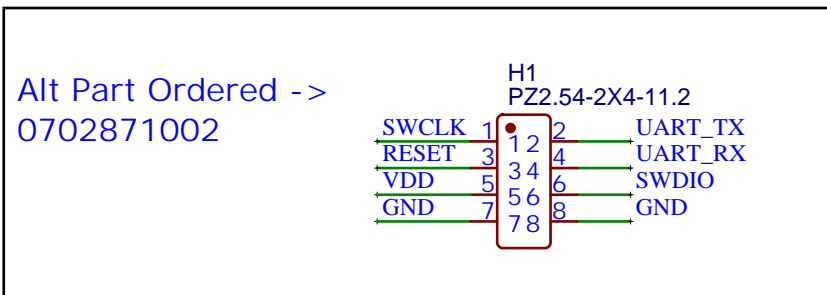 Alt Part Ordered ->
0702871002
H1
PZ2.54-2X4-11.2
SWCLK 1 1 2 2 UART_TX
RESET 3 3 4 4 UART_RX
VDD 5 5 6 6 SWDIO
GND 7 7 8 8 GND